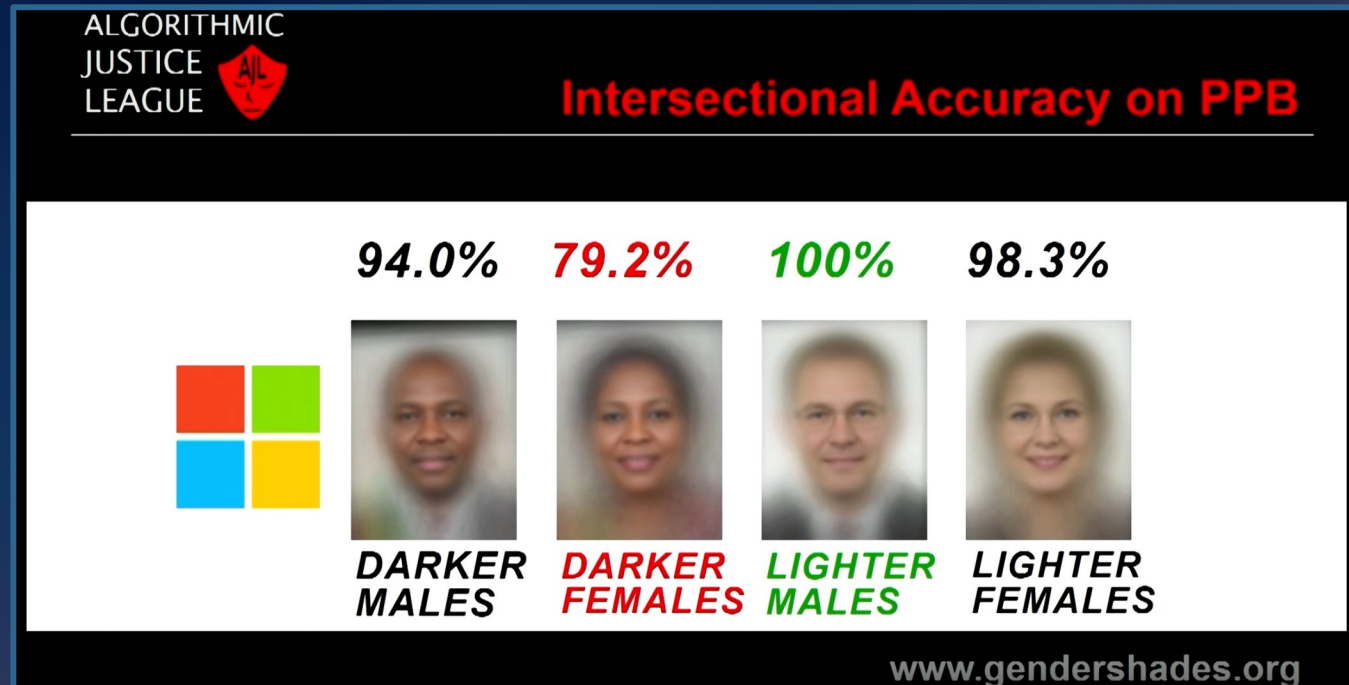 ALGORITHMIC
JUSTICE
LEAGUE
AJL
Intersectional Accuracy on PPB
94.0% 79.2% 100% 98.3%
DARKER DARKER LIGHTER LIGHTER
MALES FEMALES MALES FEMALES
www.gendershades.org